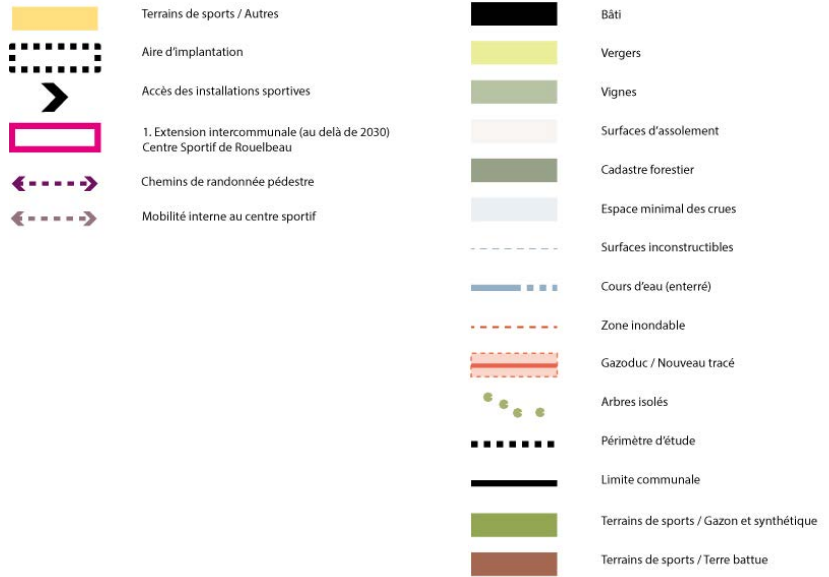 Terrains de sports / Autres
Aire d'implantation
Accès des installations sportives
1. Extension intercommunale (au delà de 2030)
Centre Sportif de Rouelbeau
Chemins de randonnée pédestre
Mobilité interne au centre sportif
Bâti
Vergers
Vignes
Surfaces d'assolement
Cadastre forestier
Espace minimal des crues
Surfaces inconstructibles
Cours d'eau (enterré)
Zone inondable
Gazoduc / Nouveau tracé
Arbres isolés
Périmètre d'étude
Limite communale
Terrains de sports / Gazon et synthétique
Terrains de sports / Terre battue